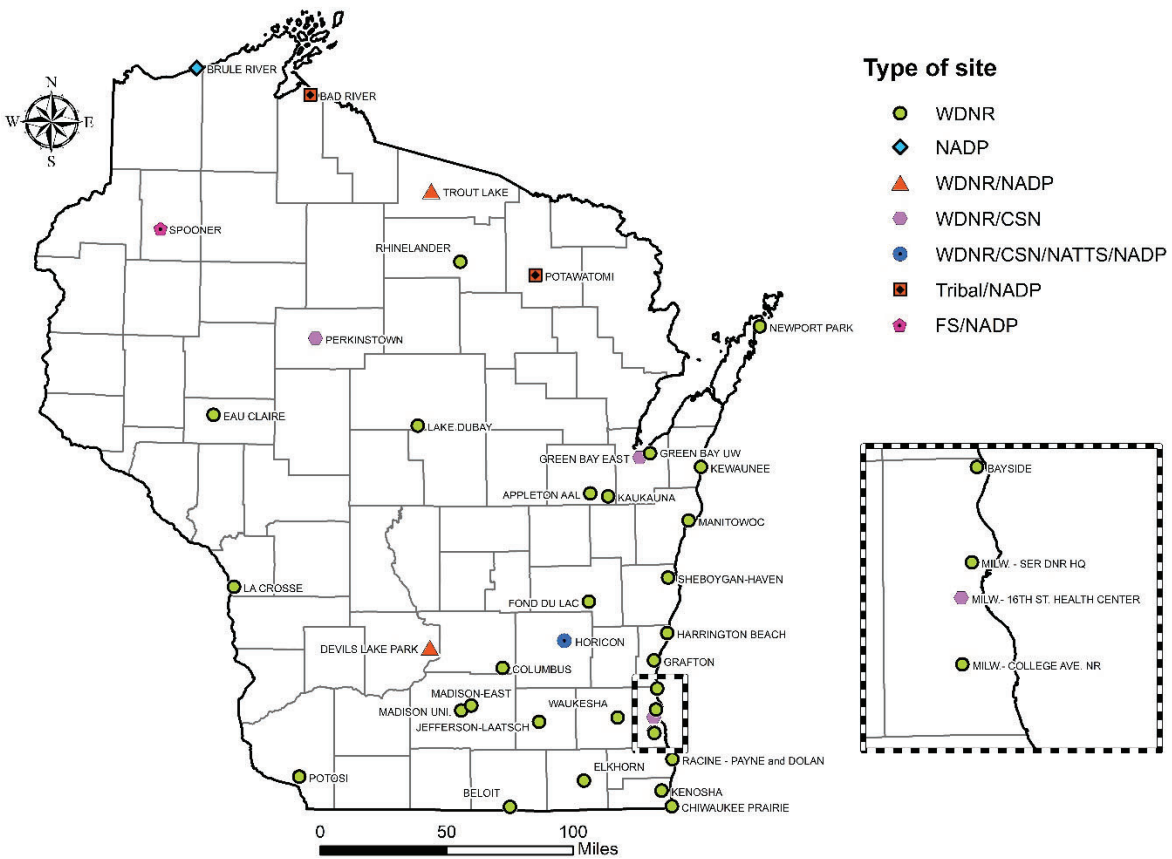 BRULE RIVER
N
W E
S
BAD RIVER
TROUT LAKE
SPOONER
RHINELANDER
POTAWATOMI
NEWPORT PARK
PERKINSTOWN
EAU CLAIRE
LAKE DUBAY
GREEN BAY EAST
GREEN BAY UW
KEWAUNEE
APPLETON AAL
KAUKAUNA
MANITOWOC
SHEBOYGAN-HAVEN
LA CROSSE
FOND DU LAC
HARRINGTON BEACH
DEVILS LAKE PARK
HORICON
GRAFTON
COLUMBUS
MADISON-EAST
MADISON UNI.
WAUKESHA
JEFFERSON-LAATSCH
RACINE - PAYNE and DOLAN
ELKHORN
POTOSI
KENOSHA
BELOIT
CHIWAUKEE PRAIRIE
0 50 100
Miles
Type of site
WDNR
NADP
WDNR/NADP
WDNR/CSN
WDNR/CSN/NATTS/NADP
Tribal/NADP
FS/NADP
BAYSIDE
MILW. - SER DNR HQ
MILW.- 16TH ST. HEALTH CENTER
MILW.- COLLEGE AVE. NR